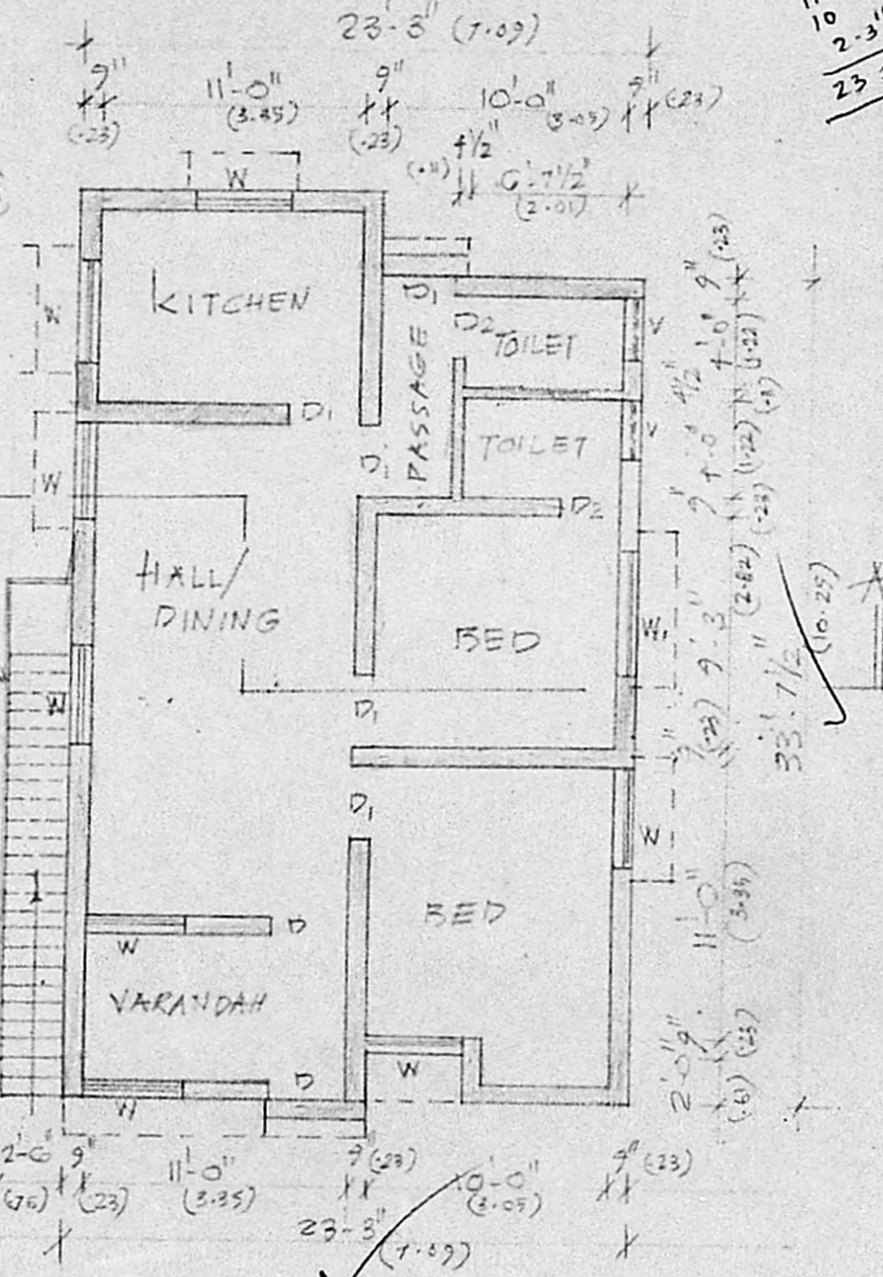 23'-3" (7.09)
10
2-3"
23
9" 11'-0" 9" 10'-0" 9" (.23)
(.23) (3.35) (.23) (3.05)
4½" 6'-7½"
(.11) (2.01)
W
W
KITCHEN
D1
D2 TOILET
V
PASSAGE
D1
TOILET
V
D1
W
D2
HALL/
DINING
BED
W1
W
D1
D1
W
BED
D
W
VARANDAH
D
W
W
9" (.23)
4'-0" (1.22)
4½"
4'-0" (1.22)
9" (.23)
9'-3" (2.82)
9" (.23)
11'-0" (3.35)
9" (.23)
2'-0" (.61)
33'-7½" (10.25)
2'-6" 9" 11'-0" 9" (.23) 10'-0" 9" (.23)
(.76) (.23) (3.35) (3.05)
23-3"
(7.09)